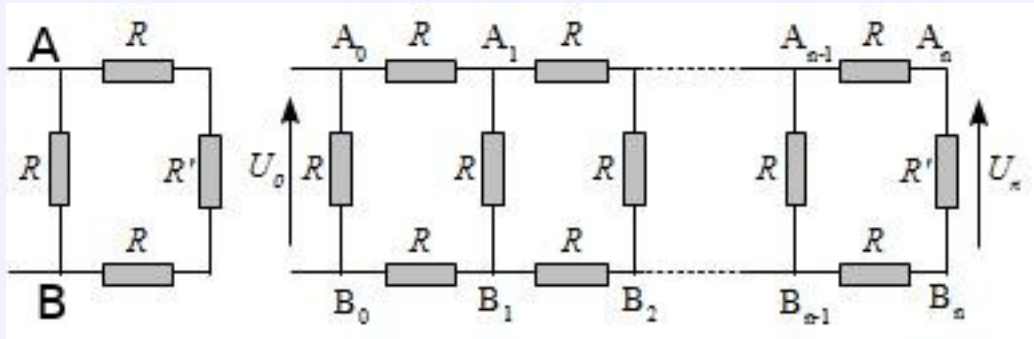 A R A₀ R A₁ R Aₙ₋₁ R Aₙ
R R' U₀ R R R R R' Uₙ
R R R R
B B₀ B₁ B₂ Bₙ₋₁ Bₙ